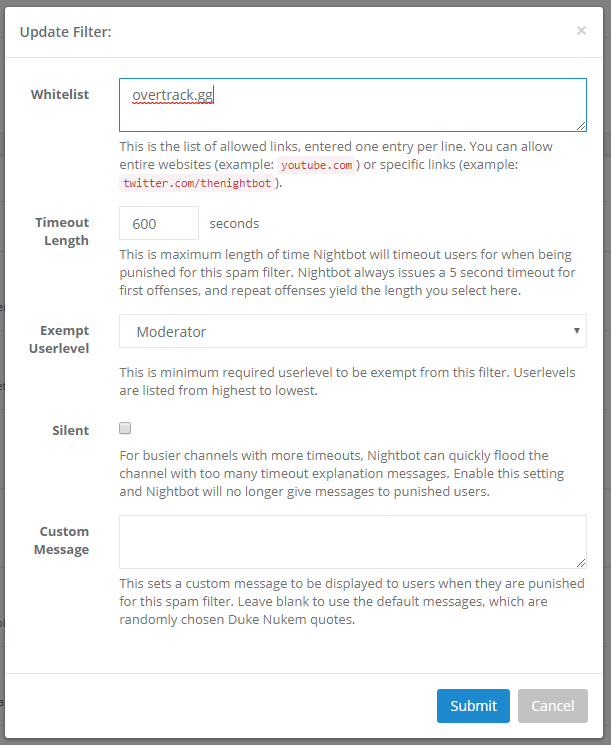 Update Filter:
×
Whitelist
overtrack.gg
This is the list of allowed links, entered one entry per line. You can allow
entire websites (example: youtube.com ) or specific links (example:
twitter.com/thenightbot ).
Timeout
Length
600 seconds
This is maximum length of time Nightbot will timeout users for when being
punished for this spam filter. Nightbot always issues a 5 second timeout for
first offenses, and repeat offenses yield the length you select here.
Exempt
Userlevel
Moderator
This is minimum required userlevel to be exempt from this filter. Userlevels
are listed from highest to lowest.
Silent
For busier channels with more timeouts, Nightbot can quickly flood the
channel with too many timeout explanation messages. Enable this setting
and Nightbot will no longer give messages to punished users.
Custom
Message
This sets a custom message to be displayed to users when they are punished
for this spam filter. Leave blank to use the default messages, which are
randomly chosen Duke Nukem quotes.
Submit
Cancel